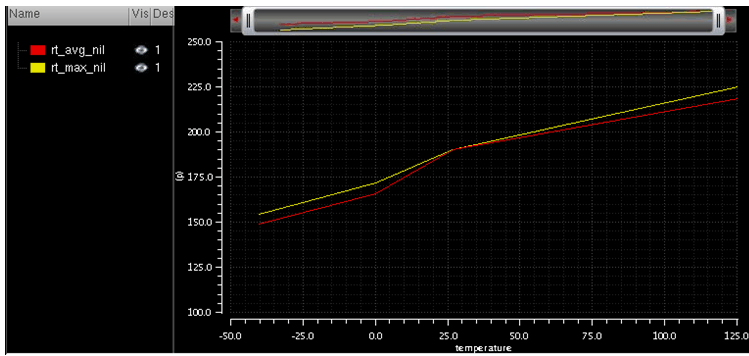 Name Vis Des
rt_avg_nil 1
rt_max_nil 1
250.0
225.0
200.0
(p) 175.0
150.0
125.0
100.0
-50.0 -25.0 0.0 25.0 50.0 75.0 100.0 125.0
temperature